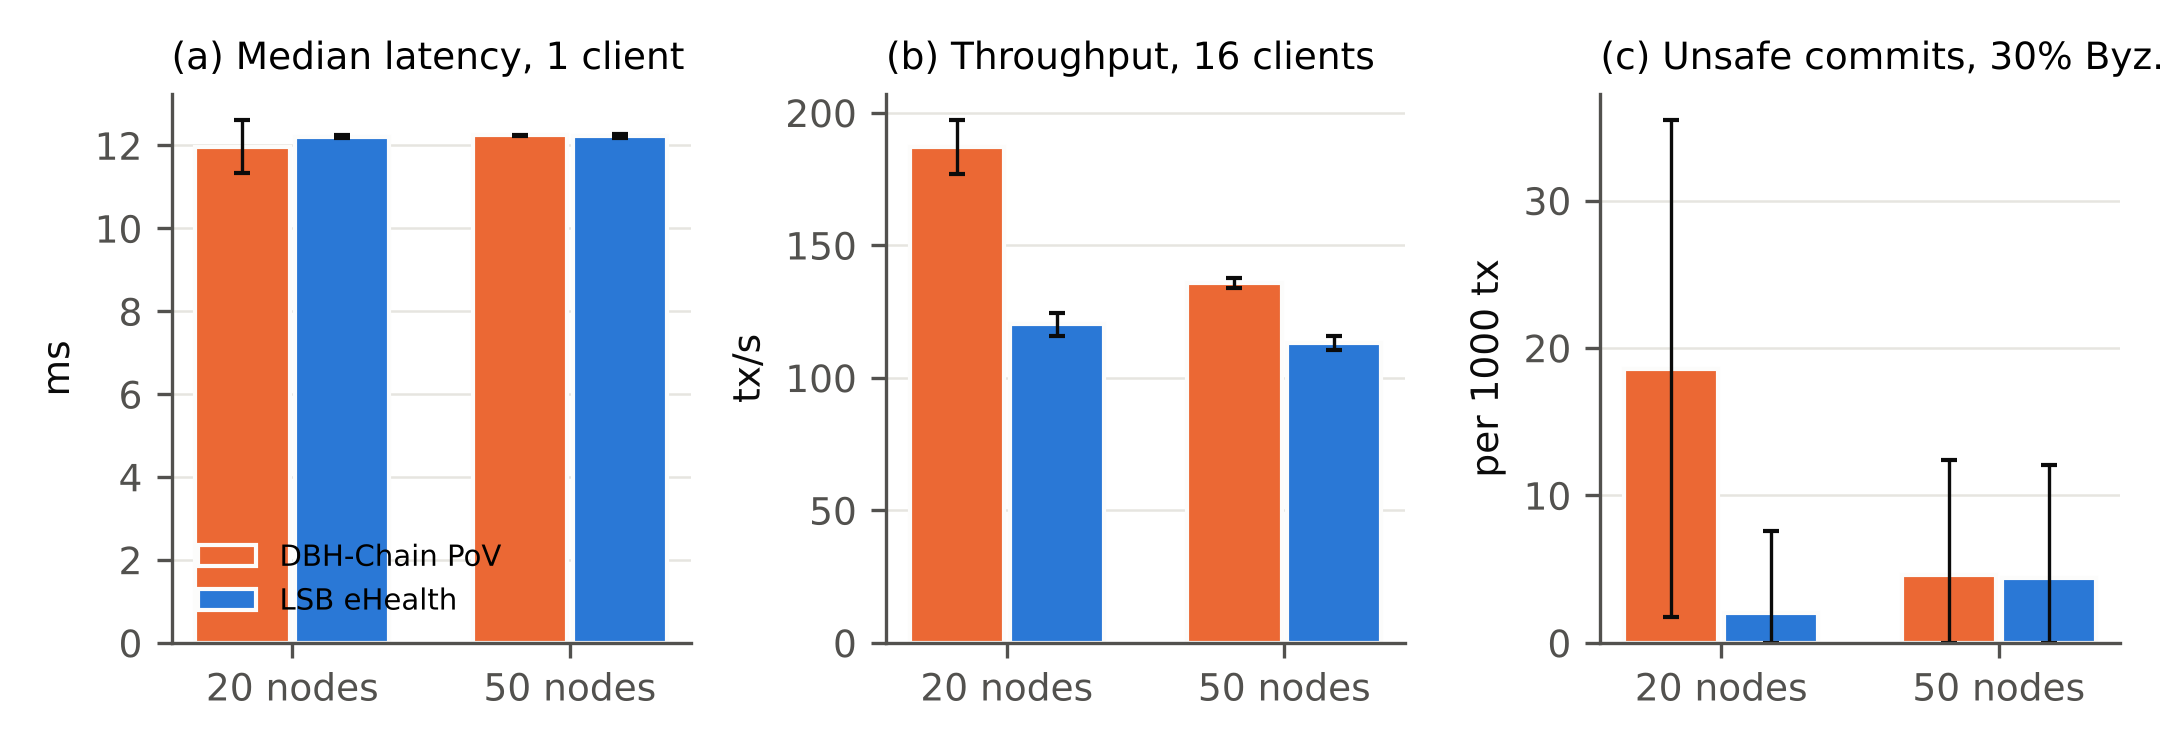 (a) Median latency, 1 client
ms
12
10
8
6
4
2
0
DBH-Chain PoV
LSB eHealth
20 nodes
50 nodes
(b) Throughput, 16 clients
tx/s
200
150
100
50
0
20 nodes
50 nodes
(c) Unsafe commits, 30% Byz.
per 1000 tx
30
20
10
0
20 nodes
50 nodes